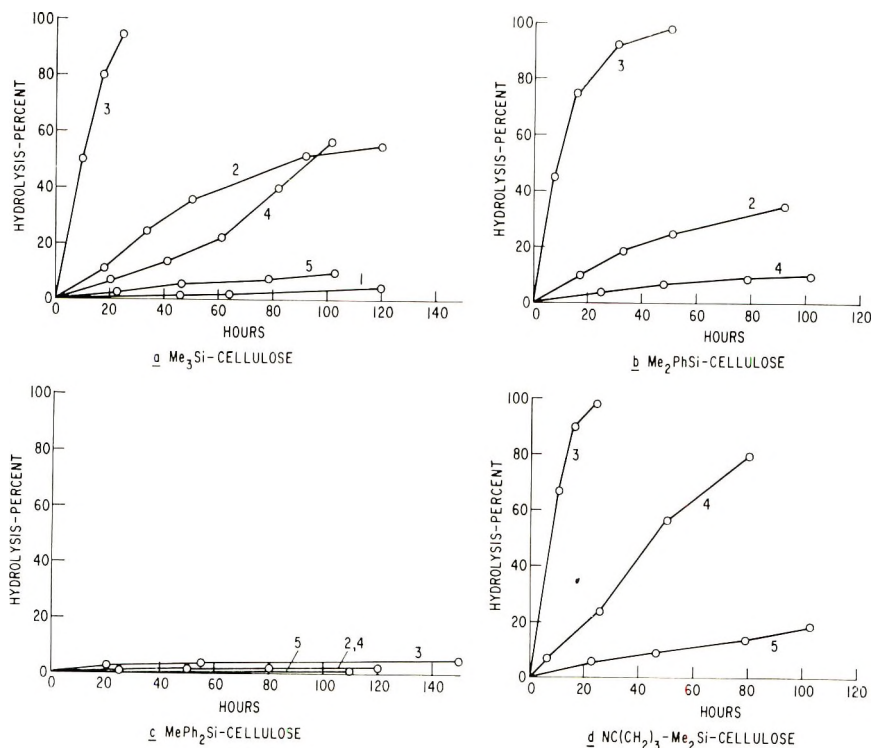 HYDROLYSIS-PERCENT
100
80
60
40
20
0
3
2
4
5
1
0 20 40 60 80 100 120 140
HOURS
a Me₃Si-CELLULOSE
HYDROLYSIS-PERCENT
100
80
60
40
20
0
3
2
4
0 20 40 60 80 100 120
HOURS
b Me₂PhSi-CELLULOSE
HYDROLYSIS-PERCENT
100
80
60
40
20
0
5
2,4
3
0 20 40 60 80 100 120 140
HOURS
c MePh₂Si-CELLULOSE
HYDROLYSIS-PERCENT
100
80
60
40
20
0
3
4
5
0 20 40 60 80 100 120
HOURS
d NC(CH₂)₃-Me₂Si-CELLULOSE